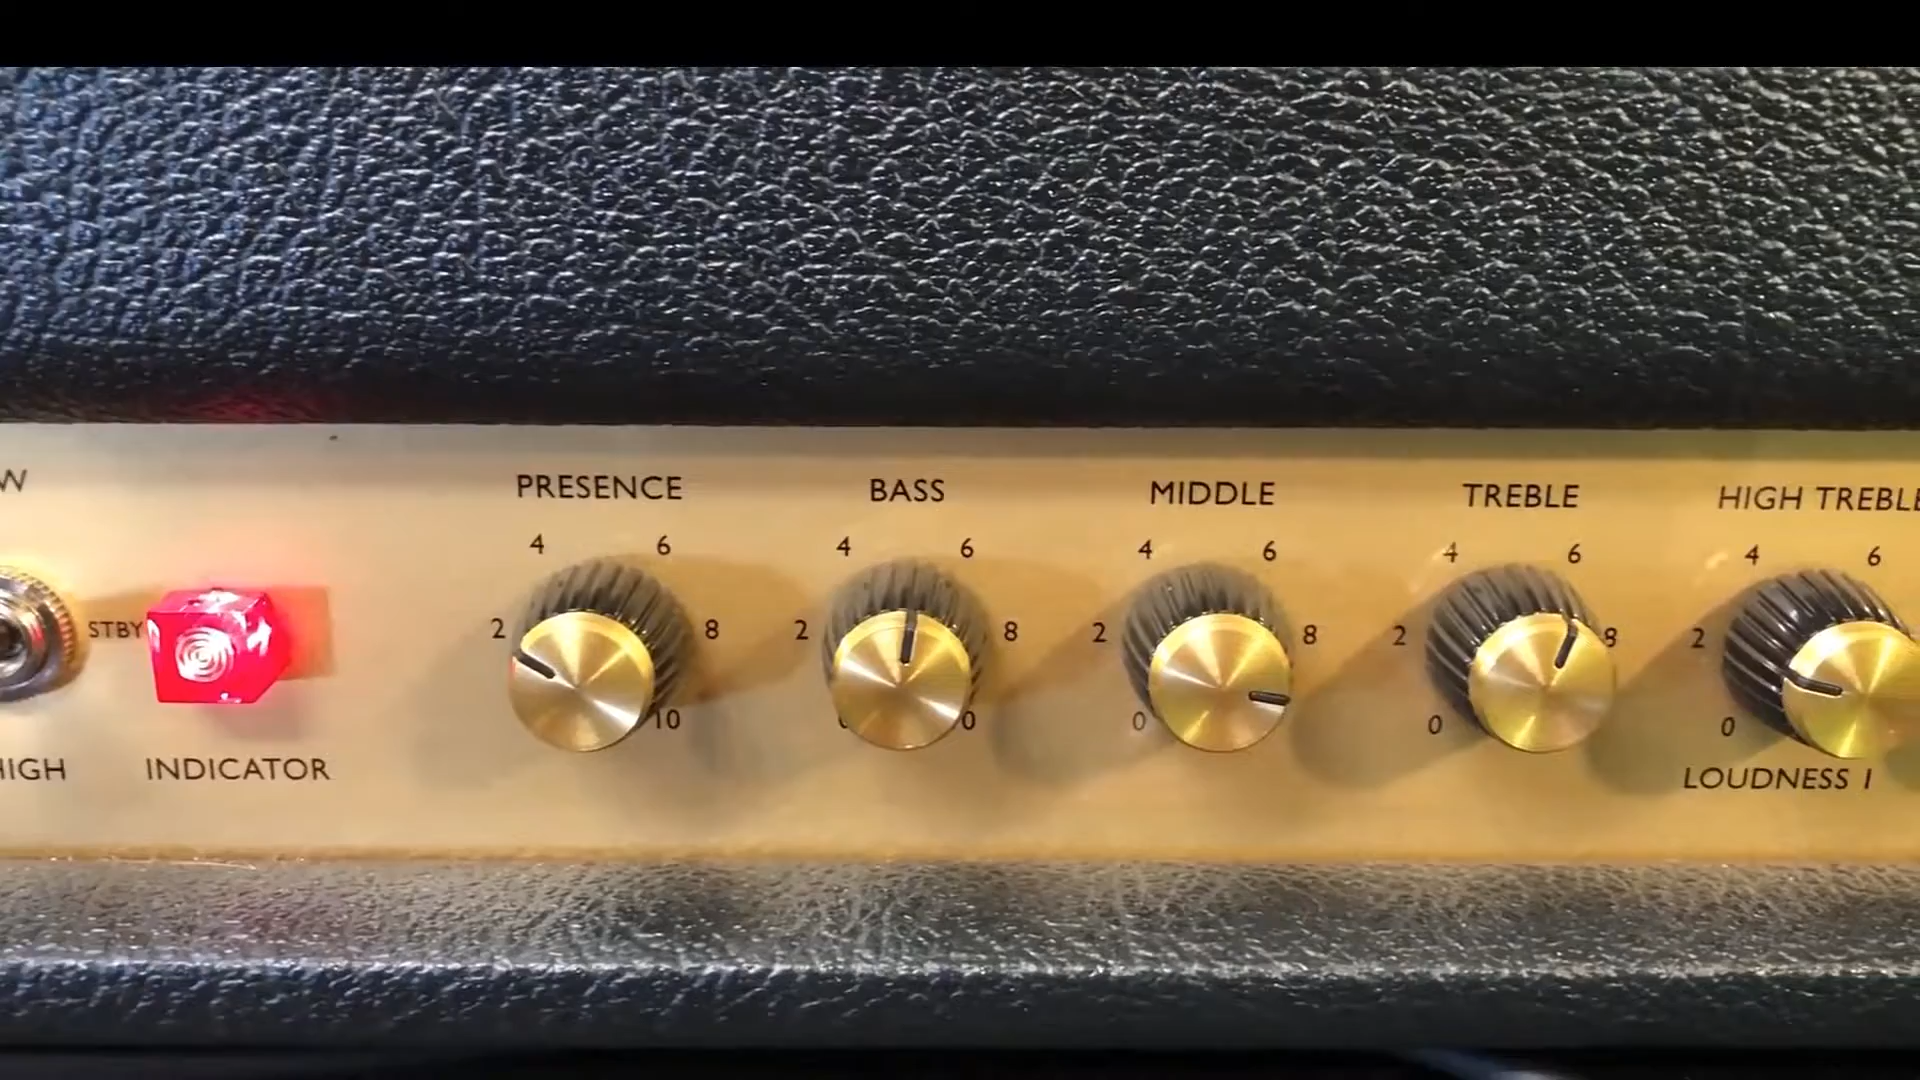 W PRESENCE BASS MIDDLE TREBLE HIGH TREBLE
4 6 4 6 4 6 4 6 4 6
STBY 2 8 2 8 2 8 2 8 2
10 0 0 0 0
HIGH INDICATOR LOUDNESS I